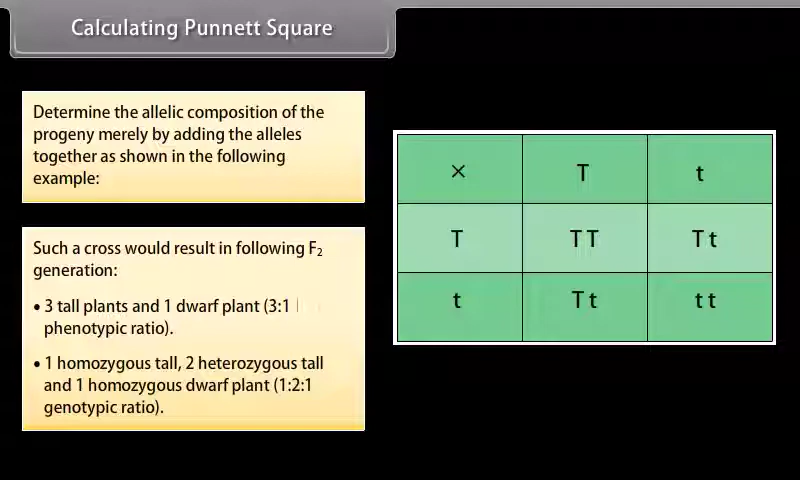 Calculating Punnett Square
Determine the allelic composition of the
progeny merely by adding the alleles
together as shown in the following
example:
Such a cross would result in following F₂
generation:
• 3 tall plants and 1 dwarf plant (3:1
phenotypic ratio).
• 1 homozygous tall, 2 heterozygous tall
and 1 homozygous dwarf plant (1:2:1
genotypic ratio).
× T t
T TT Tt
t Tt tt